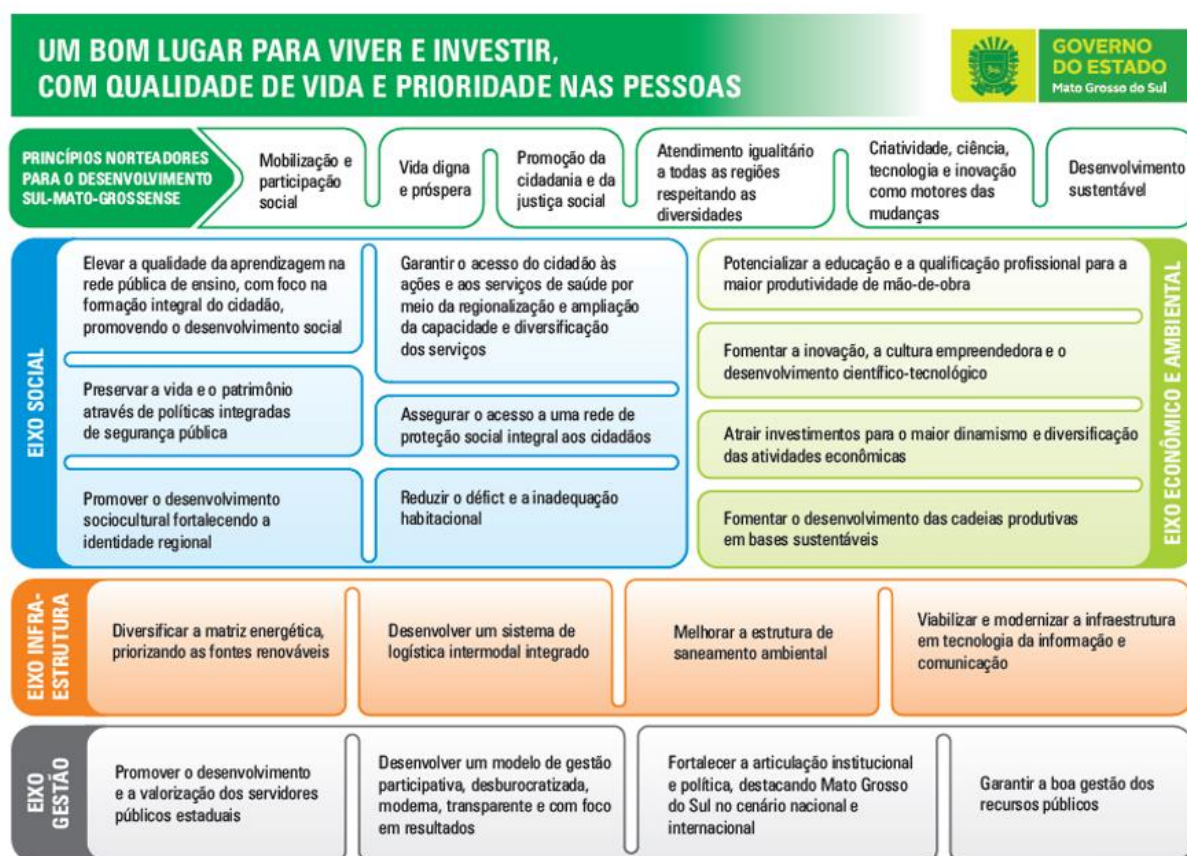 UM BOM LUGAR PARA VIVER E INVESTIR,
COM QUALIDADE DE VIDA E PRIORIDADE NAS PESSOAS
GOVERNO
DO ESTADO
Mato Grosso do Sul
PRINCÍPIOS NORTEADORES
PARA O DESENVOLVIMENTO
SUL-MATO-GROSSENSE
Mobilização e
participação
social
Vida digna
e próspera
Promoção da
cidadania e da
justiça social
Atendimento igualitário
a todas as regiões
respeitando as
diversidades
Criatividade, ciência,
tecnologia e inovação
como motores das
mudanças
Desenvolvimento
sustentável
EIXO SOCIAL
Elevar a qualidade da aprendizagem na
rede pública de ensino, com foco na
formação integral do cidadão,
promovendo o desenvolvimento social
Garantir o acesso do cidadão às
ações e aos serviços de saúde por
meio da regionalização e ampliação
da capacidade e diversificação
dos serviços
Preservar a vida e o patrimônio
através de políticas integradas
de segurança pública
Assegurar o acesso a uma rede de
proteção social integral aos cidadãos
Promover o desenvolvimento
sociocultural fortalecendo a
identidade regional
Reduzir o défict e a inadequação
habitacional
EIXO ECONÔMICO E AMBIENTAL
Potencializar a educação e a qualificação profissional para a
maior produtividade de mão-de-obra
Fomentar a inovação, a cultura empreendedora e o
desenvolvimento científico-tecnológico
Atrair investimentos para o maior dinamismo e diversificação
das atividades econômicas
Fomentar o desenvolvimento das cadeias produtivas
em bases sustentáveis
EIXO INFRA-
ESTRUTURA
Diversificar a matriz energética,
priorizando as fontes renováveis
Desenvolver um sistema de
logística intermodal integrado
Melhorar a estrutura de
saneamento ambiental
Viabilizar e modernizar a infraestrutura
em tecnologia da informação e
comunicação
EIXO
GESTÃO
Promover o desenvolvimento
e a valorização dos servidores
públicos estaduais
Desenvolver um modelo de gestão
participativa, desburocratizada,
moderna, transparente e com foco
em resultados
Fortalecer a articulação institucional
e política, destacando Mato Grosso
do Sul no cenário nacional e
internacional
Garantir a boa gestão dos
recursos públicos